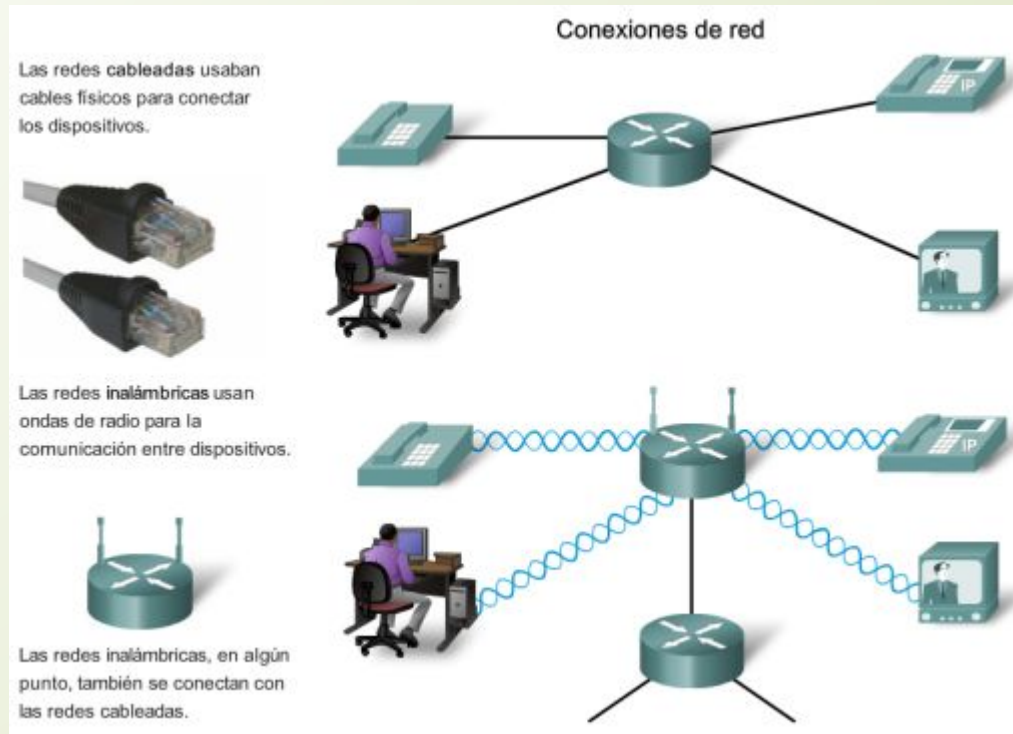 Conexiones de red
Las redes cableadas usaban
cables físicos para conectar
los dispositivos.
IP
Las redes inalámbricas usan
ondas de radio para la
comunicación entre dispositivos.
IP
Las redes inalámbricas, en algún
punto, también se conectan con
las redes cableadas.